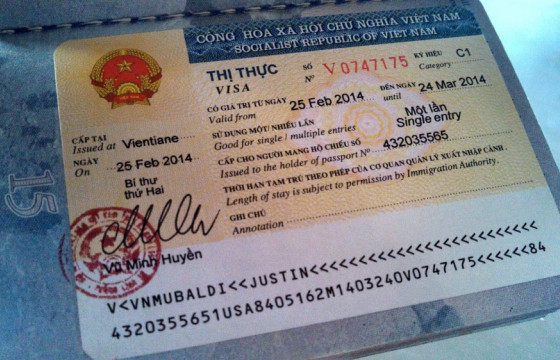 CỘNG HÒA XÃ HỘI CHỦ NGHĨA VIỆT NAM
SOCIALIST REPUBLIC OF VIET NAM
THỊ THỰC
VISA
SỐ
Nº V 0747175
KÝ HIỆU
Category C1
CÓ GIÁ TRỊ TỪ NGÀY
Valid from 25 Feb 2014
ĐẾN NGÀY
until 24 Mar 2014
SỬ DỤNG MỘT/NHIỀU LẦN Một lần
Good for single / multiple entries Single entry
CẤP TẠI
Issued at Vientiane
NGÀY
On 25 Feb 2014
CẤP CHO NGƯỜI MANG HỘ CHIẾU SỐ
Issued to the holder of passport Nº 432035565
THỜI HẠN TẠM TRÚ THEO PHÉP CỦA CƠ QUAN QUẢN LÝ XUẤT NHẬP CẢNH.
Length of stay is subject to permission by Immigration Authority.
GHI CHÚ
Annotation
Bí thư
thứ Hai
Vũ Minh Huyền
V<VNMUBALDI<<JUSTIN<<<<<<<<<<<<<<<<<<<<<<<<<
4320355651USA8405162M1403240V0747175<<<<<<84
15